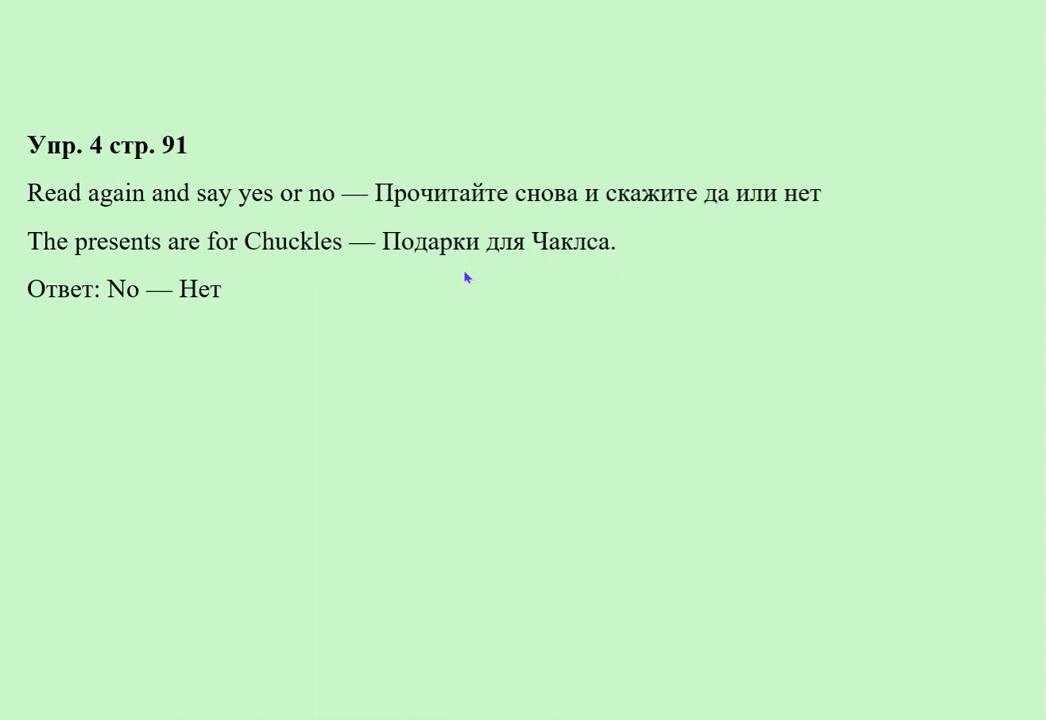 Упр. 4 стр. 91
Read again and say yes or no — Прочитайте снова и скажите да или нет
The presents are for Chuckles — Подарки для Чаклса.
Ответ: No — Нет